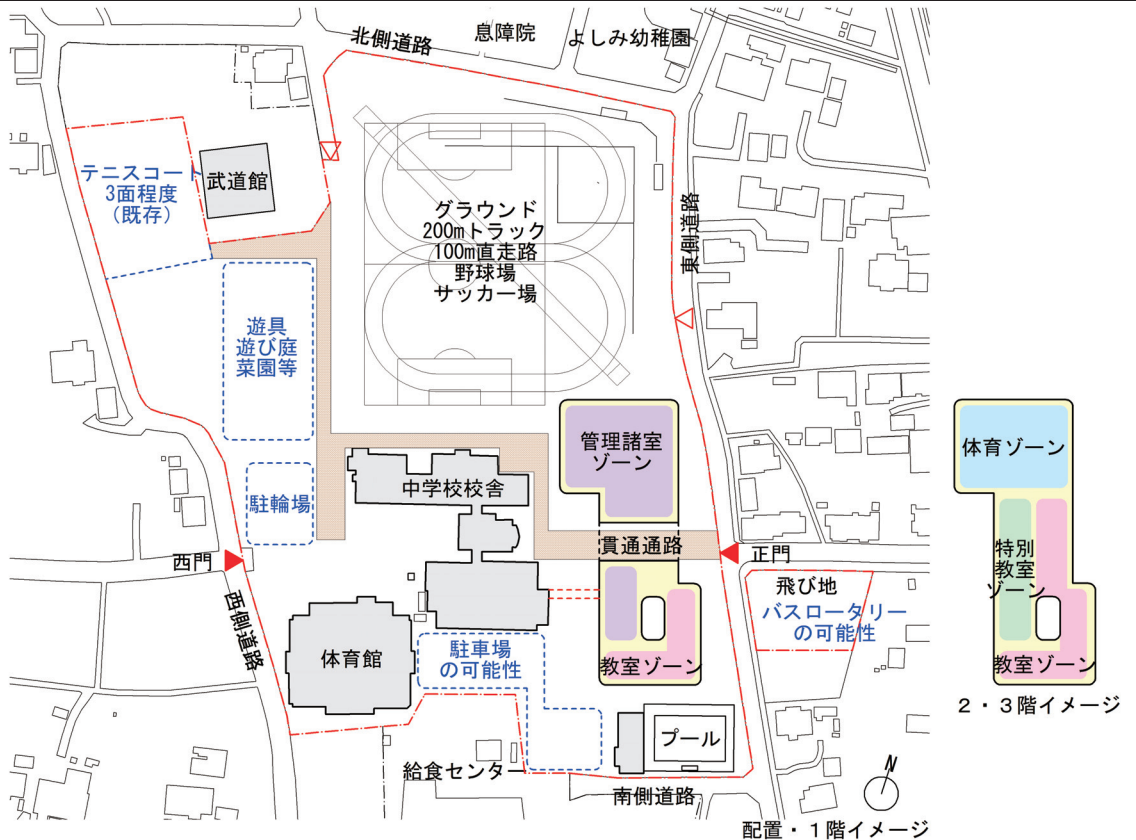 北側道路
息障院
よしみ幼稚園
テニスコート
3面程度
（既存）
武道館
グラウンド
200mトラック
100m直走路
野球場
サッカー場
東側道路
遊具
遊び庭
菜園等
管理諸室
ゾーン
体育ゾーン
中学校校舎
駐輪場
貫通通路
正門
西門
特別
教室
ゾーン
飛び地
バスロータリー
の可能性
西側道路
体育館
駐車場
の可能性
教室ゾーン
教室ゾーン
２・３階イメージ
プール
給食センター
南側道路
N
配置・１階イメージ